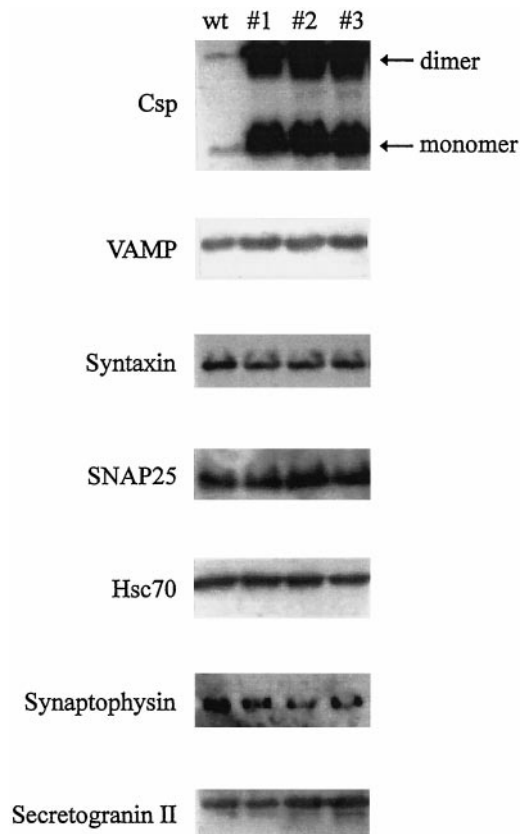 wt #1 #2 #3
dimer
Csp
monomer
VAMP
Syntaxin
SNAP25
Hsc70
Synaptophysin
Secretogranin II